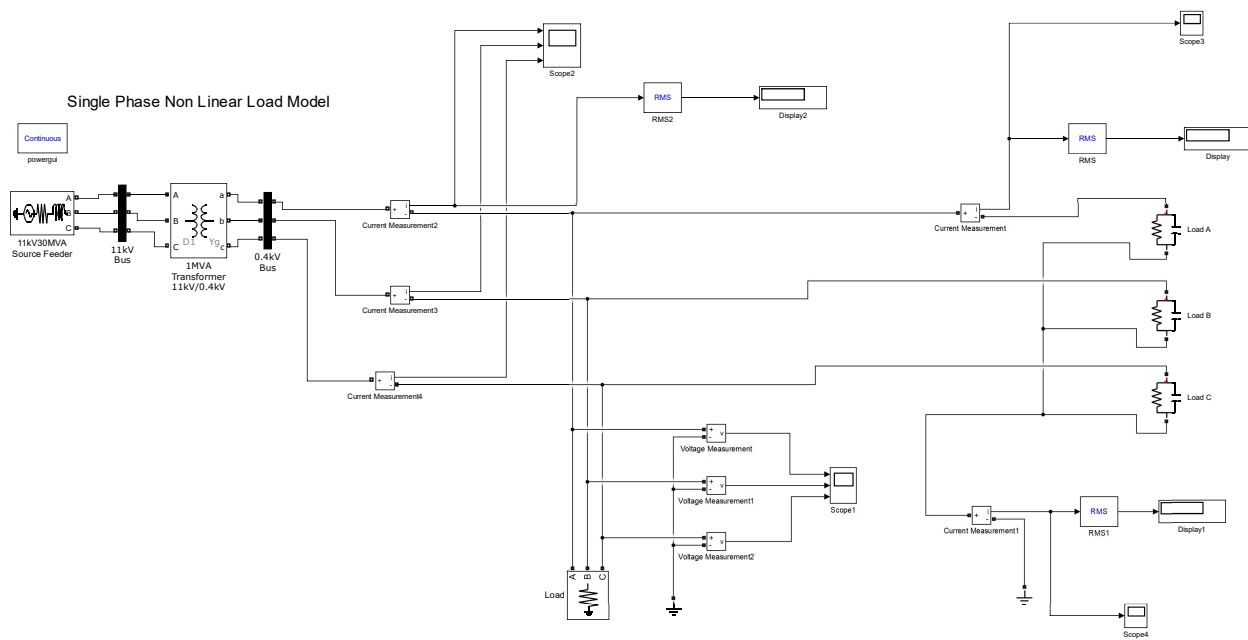 Scope3
Scope2
Single Phase Non Linear Load Model
RMS
RMS2
Display2
Continuous
powergui
RMS
RMS
Display
A
B
C
11kV30MVA
Source Feeder
11kV
Bus
A
B
C
D1
Yg
a
b
c
1MVA
Transformer
11kV/0.4kV
0.4kV
Bus
+
i
-
Current Measurement2
+
i
-
Current Measurement
Load A
+
i
-
Current Measurement3
Load B
+
i
-
Current Measurement4
Load C
+
-
v
Voltage Measurement
+
-
v
Voltage Measurement1
+
-
v
Voltage Measurement2
Scope1
+
i
-
Current Measurement1
RMS
RMS1
Display1
A
B
C
Load
Scope4